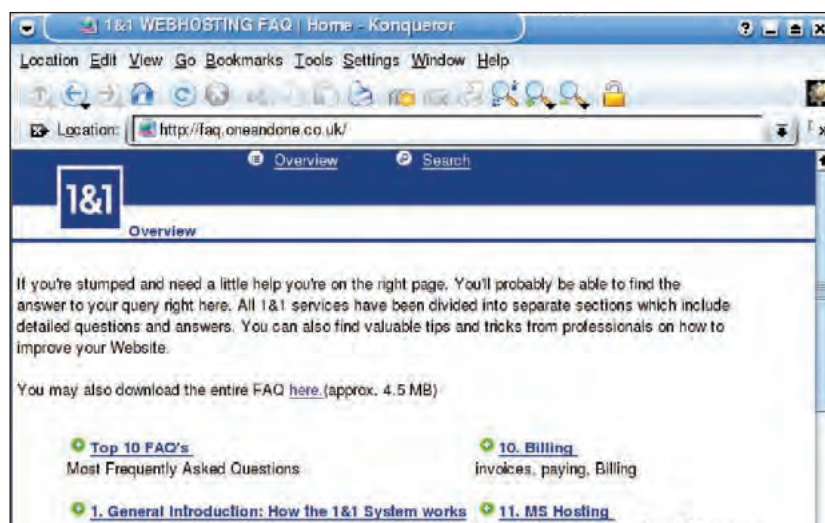 1&1 WEBHOSTING FAQ | Home - Konqueror
Location Edit View Go Bookmarks Tools Settings Window Help
Location: http://faq.oneandone.co.uk/
Overview Search
1&1
Overview
If you're stumped and need a little help you're on the right page. You'll probably be able to find the
answer to your query right here. All 1&1 services have been divided into separate sections which include
detailed questions and answers. You can also find valuable tips and tricks from professionals on how to
improve your Website.
You may also download the entire FAQ here.(approx. 4.5 MB)
Top 10 FAQ's
Most Frequently Asked Questions
10. Billing
invoices, paying, Billing
1. General Introduction: How the 1&1 System works
11. MS Hosting